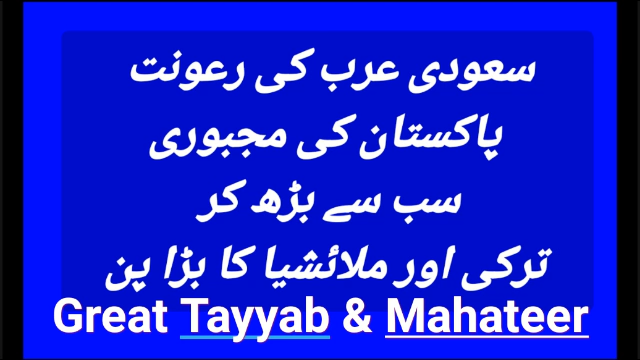 سعودی عرب کی رعونت
پاکستان کی مجبوری
سب سے بڑھ کر
ترکی اور ملائشیا کا بڑا پن
Great Tayyab & Mahateer